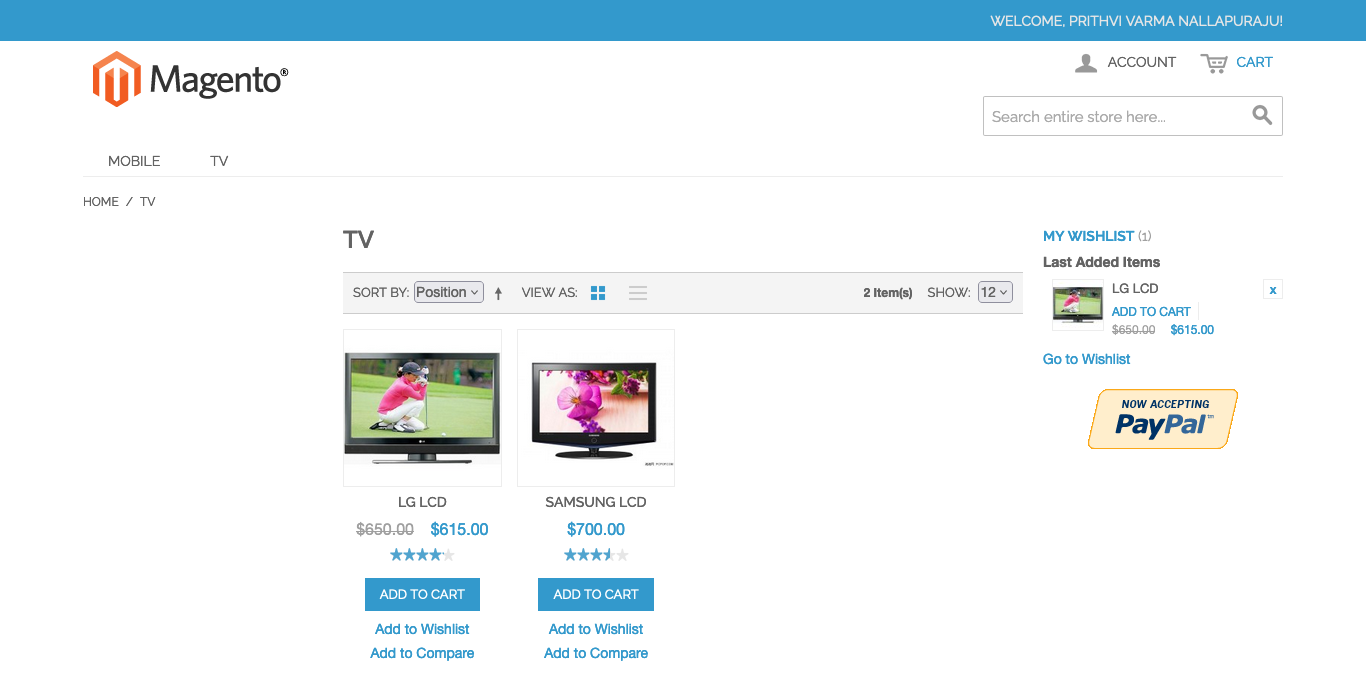 WELCOME, PRITHVI VARMA NALLAPURAJU!
Magento®
ACCOUNT
CART
Search entire store here...
MOBILE TV
HOME / TV
TV
SORT BY: Position VIEW AS: 2 Item(s) SHOW: 12
LG LCD
$650.00 $615.00
ADD TO CART
Add to Wishlist
Add to Compare
SAMSUNG LCD
$700.00
ADD TO CART
Add to Wishlist
Add to Compare
MY WISHLIST (1)
Last Added Items
LG LCD
x
ADD TO CART
$650.00 $615.00
Go to Wishlist
NOW ACCEPTING
PayPal™